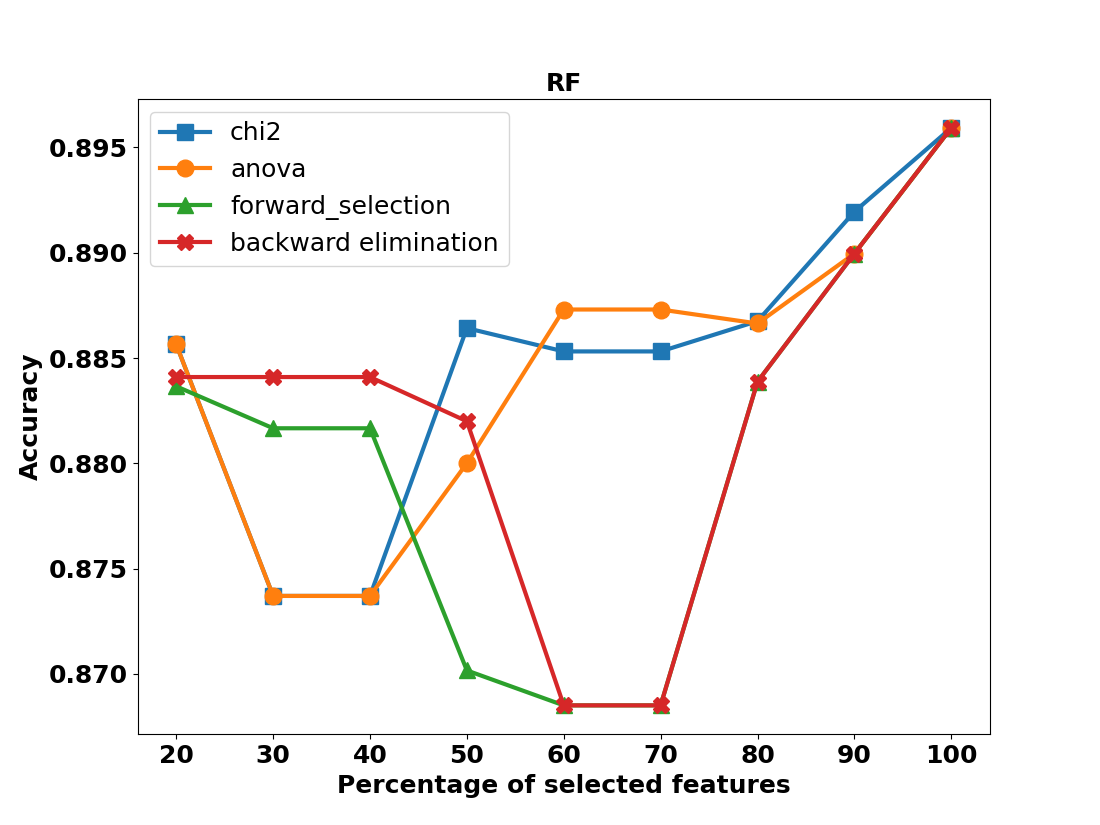 RF
chi2
anova
forward_selection
backward elimination
Accuracy
0.895
0.890
0.885
0.880
0.875
0.870
20 30 40 50 60 70 80 90 100
Percentage of selected features